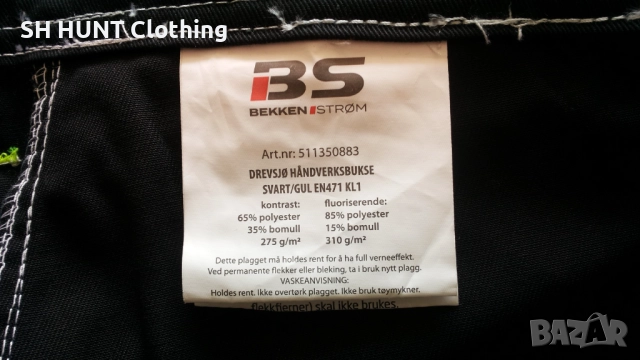 SH HUNT Clothing
BS
BEKKEN STRØM
Art.nr: 511350883
DREVSJØ HÅNDVERKSBUKSE
SVART/GUL EN471 KL1
kontrast: fluoriserende:
65% polyester 85% polyester
35% bomull 15% bomull
275 g/m² 310 g/m²
Dette plagget må holdes rent for å ha full verneeffekt.
Ved permanente flekker eller bleking, ta i bruk nytt plagg.
VASKEANVISNING:
Holdes rent. Ikke overtørk plagget. Ikke bruk tøymykner.
flekkfjerner) skal ikke brukes.
BAZAR